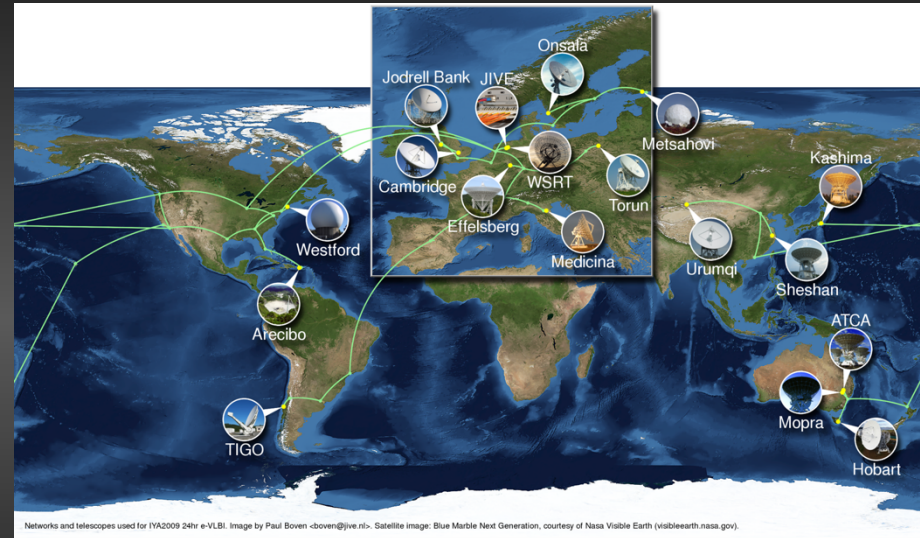 Onsala
Jodrell Bank
JIVE
Metsahovi
Kashima
Cambridge
WSRT
Torun
Effelsberg
Westford
Medicina
Urumqi
Sheshan
Arecibo
ATCA
Mopra
TIGO
Hobart
Networks and telescopes used for IYA2009 24hr e-VLBI. Image by Paul Boven <boven@jive.nl>. Satellite image: Blue Marble Next Generation, courtesy of Nasa Visible Earth (visibleearth.nasa.gov).